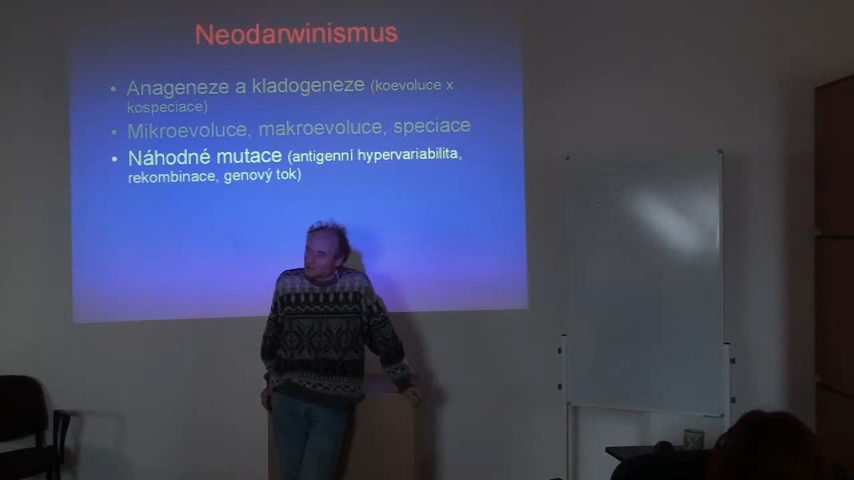 Neodarwinismus
• Anageneze a kladogeneze (koevoluce x
kospeciace)
• Mikroevoluce, makroevoluce, speciace
• Náhodné mutace (antigenní hypervariabilita,
rekombinace, genový tok)